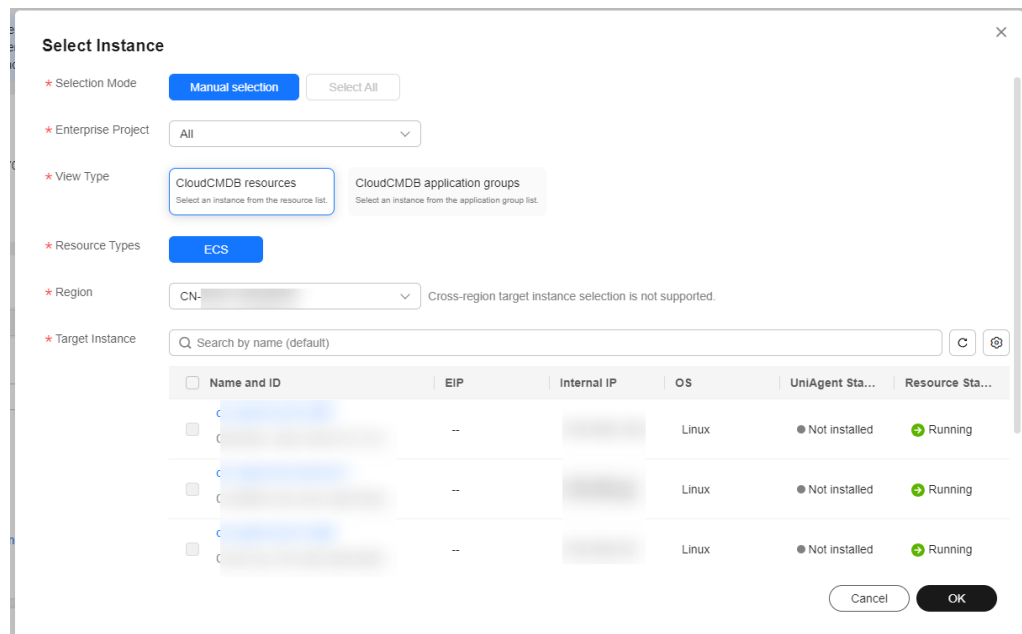 Select Instance
* Selection Mode
Manual selection
Select All
* Enterprise Project
All
* View Type
CloudCMDB resources
Select an instance from the resource list.
CloudCMDB application groups
Select an instance from the application group list.
* Resource Types
ECS
* Region
CN-
Cross-region target instance selection is not supported.
* Target Instance
Search by name (default)
Name and ID
EIP
Internal IP
OS
UniAgent Sta...
Resource Sta...
--
Linux
Not installed
Running
--
Linux
Not installed
Running
--
Linux
Not installed
Running
Cancel
OK